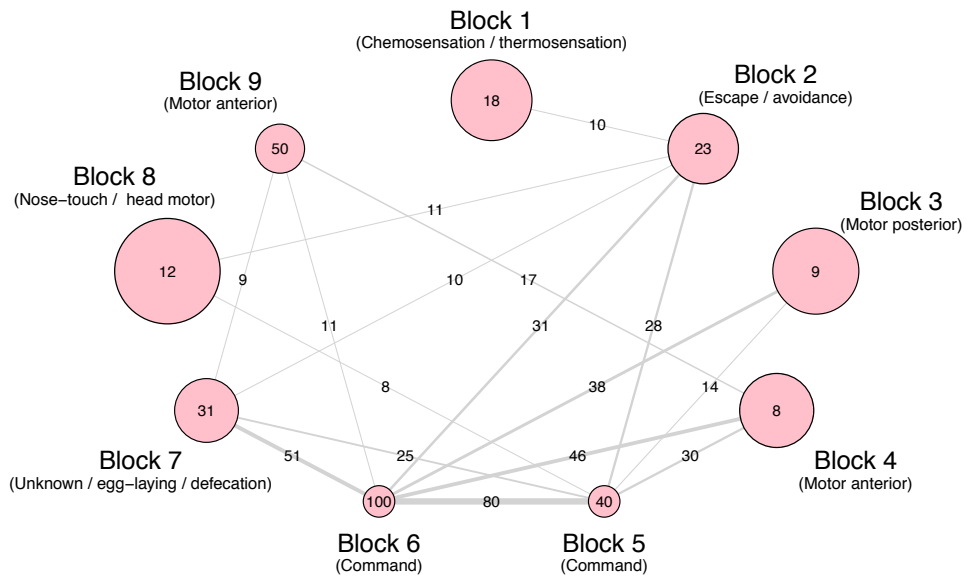 Block 1
(Chemosensation / thermosensation)
Block 2
(Escape / avoidance)
Block 9
(Motor anterior)
18
10
23
50
Block 8
(Nose−touch / head motor)
Block 3
(Motor posterior)
11
12
9
10
17
9
11
31
28
8
38
14
31
8
51
25
46
30
Block 7
(Unknown / egg−laying / defecation)
Block 4
(Motor anterior)
100
80
40
Block 6
(Command)
Block 5
(Command)